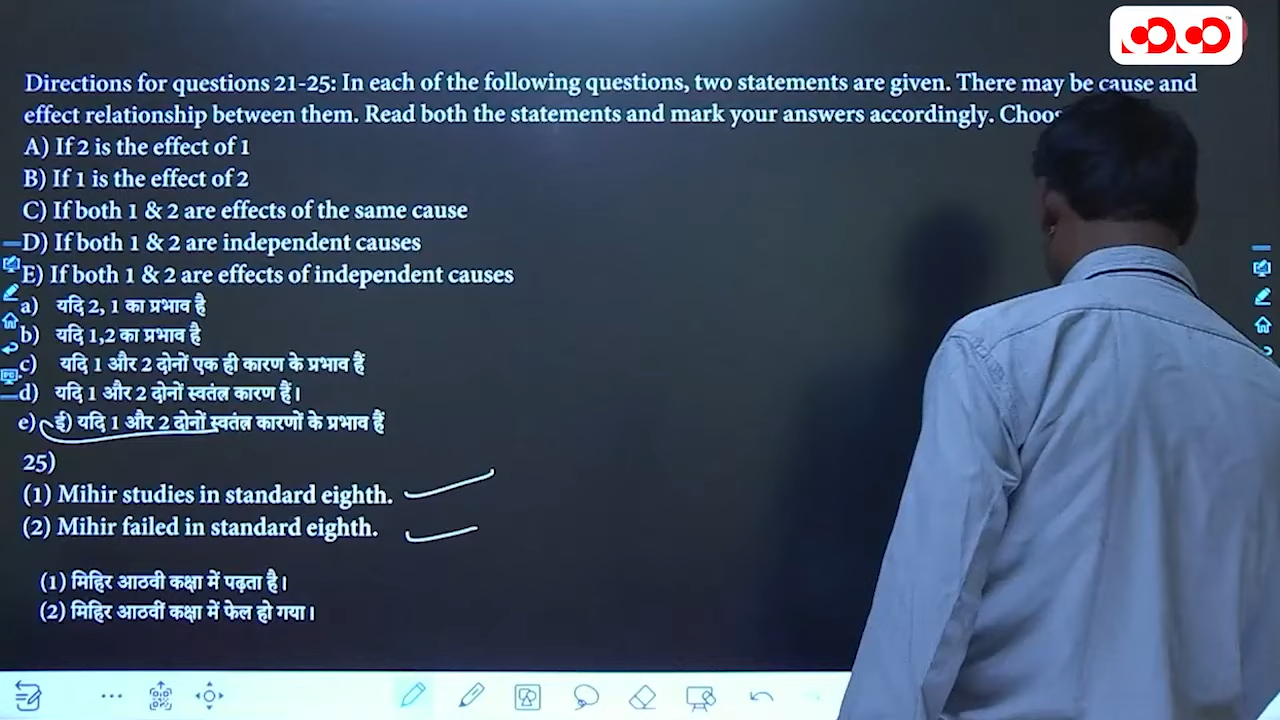 Directions for questions 21-25: In each of the following questions, two statements are given. There may be cause and
effect relationship between them. Read both the statements and mark your answers accordingly.
A) If 2 is the effect of 1
B) If 1 is the effect of 2
C) If both 1 & 2 are effects of the same cause
D) If both 1 & 2 are independent causes
E) If both 1 & 2 are effects of independent causes
a) यदि 2, 1 का प्रभाव है
b) यदि 1,2 का प्रभाव है
c) यदि 1 और 2 दोनों एक ही कारण के प्रभाव हैं
d) यदि 1 और 2 दोनों स्वतंत्र कारण हैं।
e) ई) यदि 1 और 2 दोनों स्वतंत्र कारणों के प्रभाव हैं
25)
(1) Mihir studies in standard eighth.
(2) Mihir failed in standard eighth.
(1) मिहिर आठवी कक्षा में पढ़ता है।
(2) मिहिर आठवीं कक्षा में फेल हो गया।